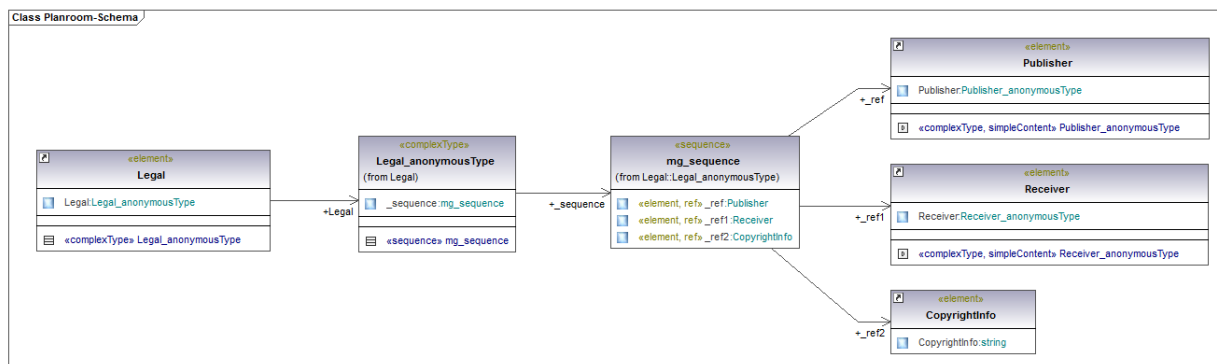 Class Planroom-Schema
«element»
Legal
Legal:Legal_anonymousType
«complexType» Legal_anonymousType
+Legal
«complexType»
Legal_anonymousType
(from Legal)
_sequence:mg_sequence
«sequence» mg_sequence
+_sequence
«sequence»
mg_sequence
(from Legal::Legal_anonymousType)
«element, ref» _ref:Publisher
«element, ref» _ref1:Receiver
«element, ref» _ref2:CopyrightInfo
+_ref
«element»
Publisher
Publisher:Publisher_anonymousType
«complexType, simpleContent» Publisher_anonymousType
+_ref1
«element»
Receiver
Receiver:Receiver_anonymousType
«complexType, simpleContent» Receiver_anonymousType
+_ref2
«element»
CopyrightInfo
CopyrightInfo:string